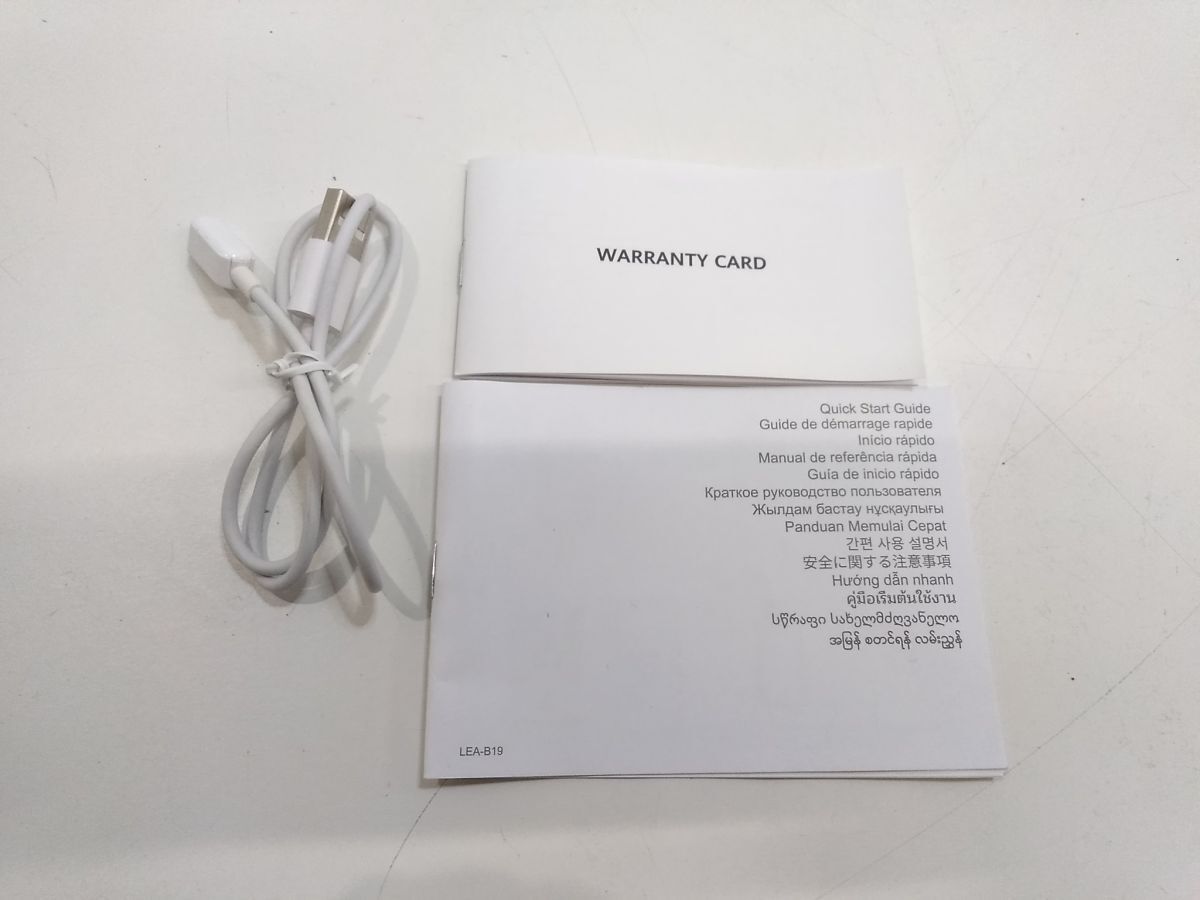 WARRANTY CARD
Quick Start Guide
Guide de démarrage rapide
Início rápido
Manual de referência rápida
Guía de inicio rápido
Краткое руководство пользователя
Жылдам бастау нұсқаулығы
Panduan Memulai Cepat
간편 사용 설명서
安全に関する注意事項
Hướng dẫn nhanh
คู่มือเริ่มต้นใช้งาน
სწრაფი სახელმძღვანელო
အမြန် စတင်ရန် လမ်းညွှန်
LEA-B19